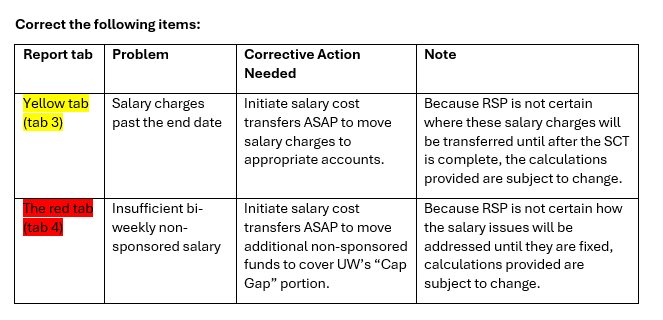 Correct the following items:
Report tab
Problem
Corrective Action
Needed
Note
Yellow tab
(tab 3)
Salary charges
past the end date
Initiate salary cost
transfers ASAP to move
salary charges to
appropriate accounts.
Because RSP is not certain
where these salary charges will
be transferred until after the SCT
is complete, the calculations
provided are subject to change.
The red tab
(tab 4)
Insufficient bi-
weekly non-
sponsored salary
Initiate salary cost
transfers ASAP to move
additional non-sponsored
funds to cover UW’s “Cap
Gap” portion.
Because RSP is not certain how
the salary issues will be
addressed until they are fixed,
calculations provided are
subject to change.